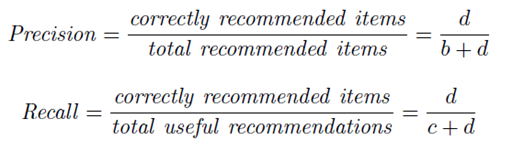 Precision = correctly recommended items / total recommended items = d / b + d
Recall = correctly recommended items / total useful recommendations = d / c + d